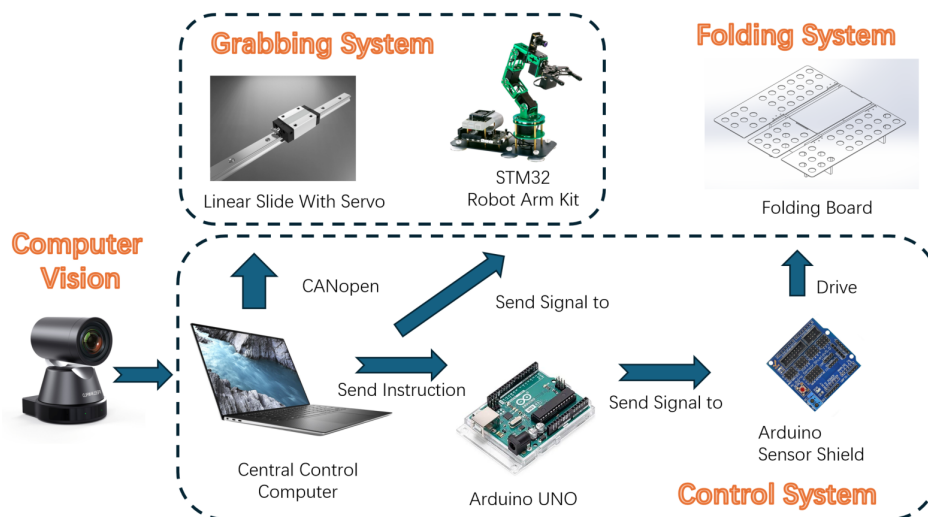 Grabbing System
Folding System
Linear Slide With Servo
STM32
Robot Arm Kit
Folding Board
Computer
Vision
CANopen
Send Signal to
Drive
Send Instruction
Send Signal to
Central Control
Computer
Arduino UNO
Arduino
Sensor Shield
Control System